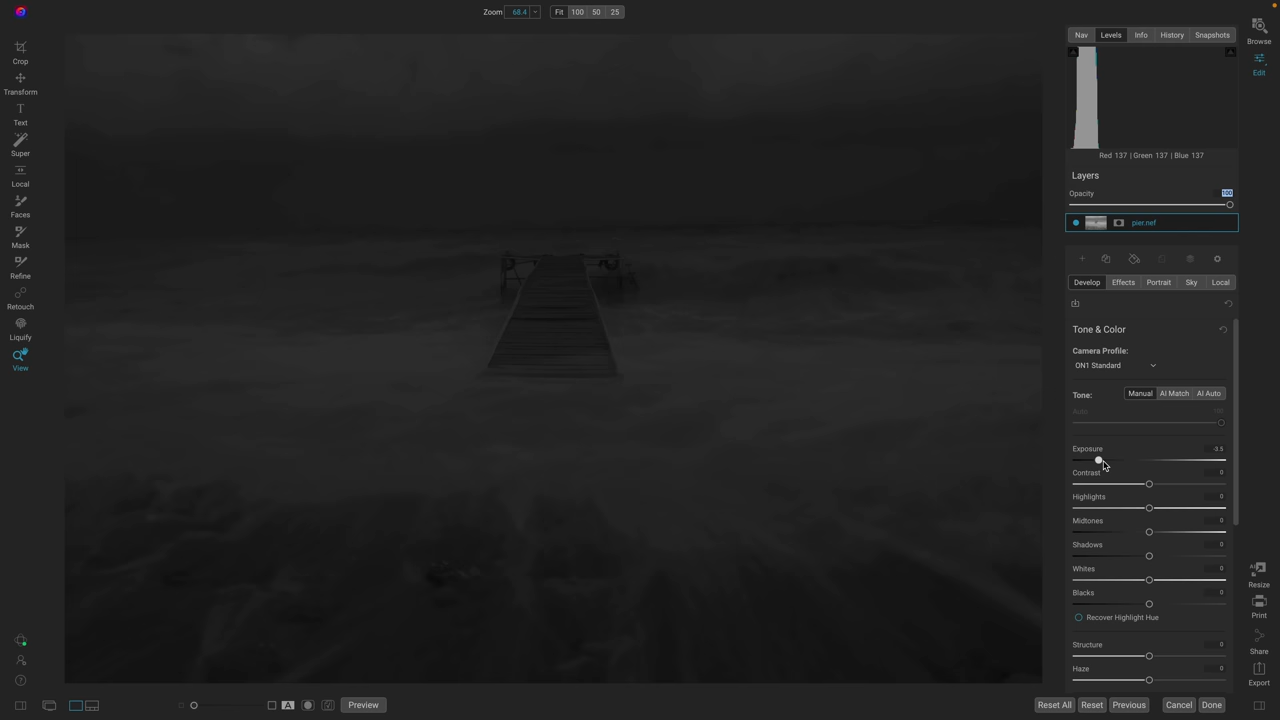 Zoom 68.4 Fit 100 50 25
Crop
Transform
Text
Super
Local
Faces
Mask
Refine
Retouch
Liquify
View
Nav Levels Info History Snapshots
Red 137 | Green 137 | Blue 137
Layers
Opacity 100
pier.nef
Develop Effects Portrait Sky Local
Tone & Color
Camera Profile:
ON1 Standard
Tone: Manual AI Match AI Auto
Auto 100
Exposure -3.5
Contrast 0
Highlights 0
Midtones 0
Shadows 0
Whites 0
Blacks 0
Recover Highlight Hue
Structure 0
Haze 0
Browse
Edit
AI
Resize
Print
Share
Export
A Preview
Reset All Reset Previous Cancel Done